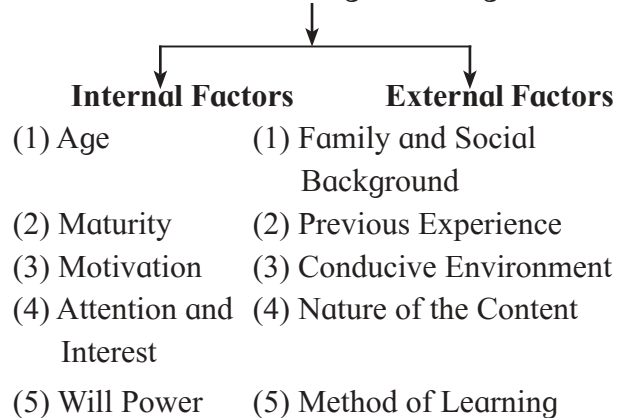 Internal Factors External Factors
(1) Age (1) Family and Social
Background
(2) Maturity (2) Previous Experience
(3) Motivation (3) Conducive Environment
(4) Attention and (4) Nature of the Content
Interest
(5) Will Power (5) Method of Learning